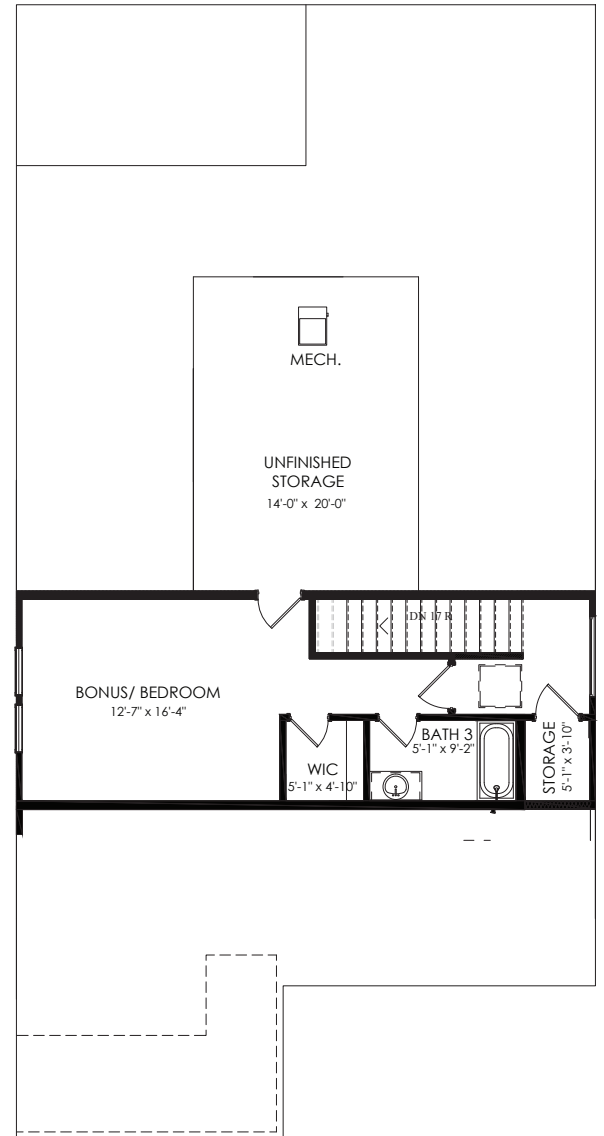 MECH.
UNFINISHED
STORAGE
14'-0" x 20'-0"
DN 17 R
BONUS/ BEDROOM
12'-7" x 16'-4"
BATH 3
5'-1" x 9'-2"
WIC
5'-1" x 4'-10"
STORAGE
5'-1" x 3'-10"